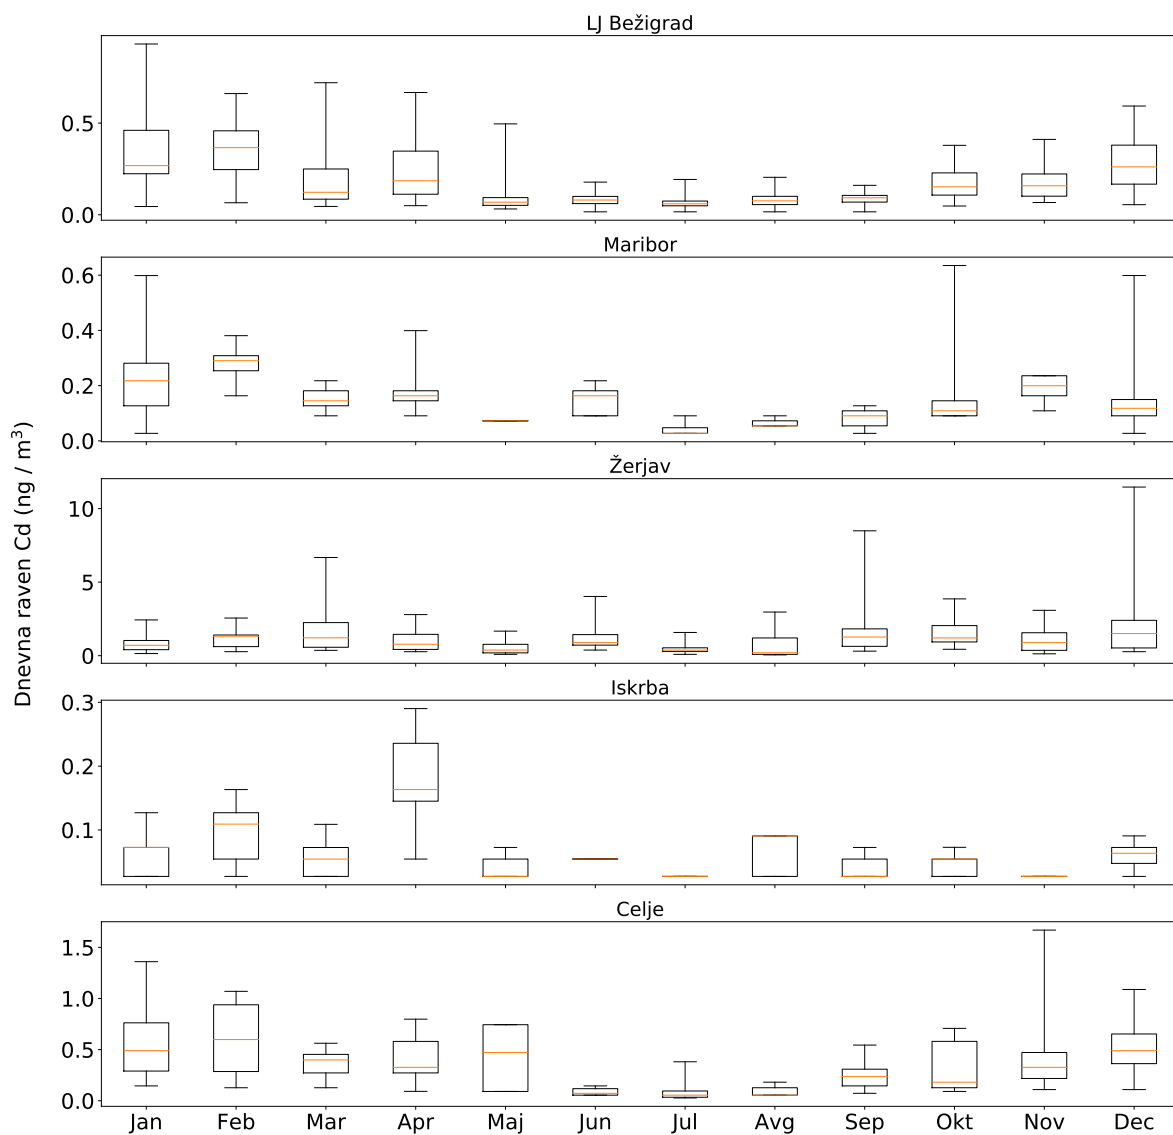 LJ Bežigrad
0.5
0.0
Maribor
0.6
0.4
0.2
0.0
Žerjav
10
5
0
Iskrba
0.3
0.2
0.1
Celje
1.5
1.0
0.5
0.0
Jan Feb Mar Apr Maj Jun Jul Avg Sep Okt Nov Dec
Dnevna raven Cd (ng / m³)